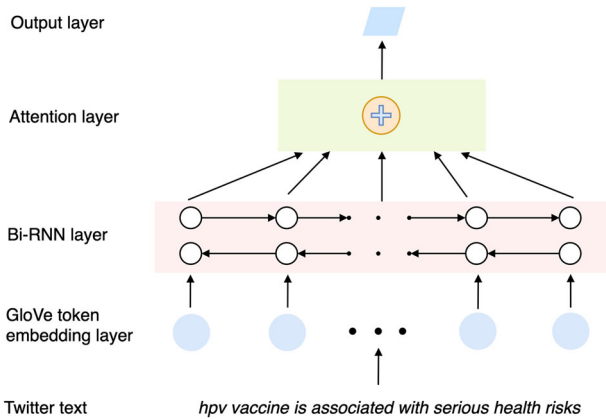 Output layer
Attention layer
Bi-RNN layer
GloVe token
embedding layer
Twitter text
hpv vaccine is associated with serious health risks